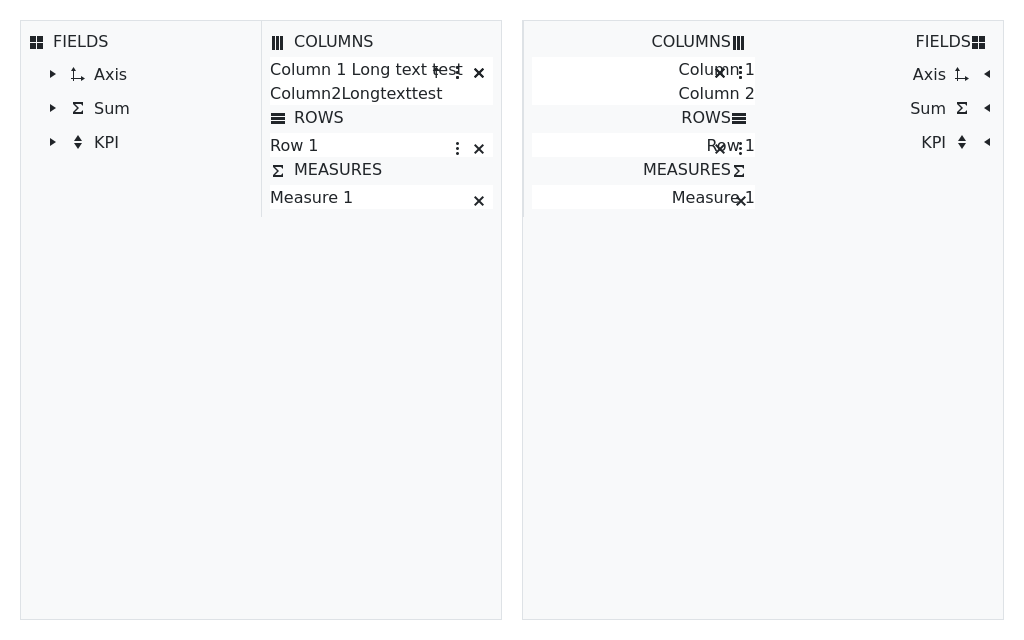 FIELDS
Axis
Sum
KPI
COLUMNS
Column 1 Long text test
Column2Longtexttest
ROWS
Row 1
MEASURES
Measure 1
COLUMNS
Column 1
Column 2
ROWS
Row 1
MEASURES
Measure 1
FIELDS
Axis
Sum
KPI